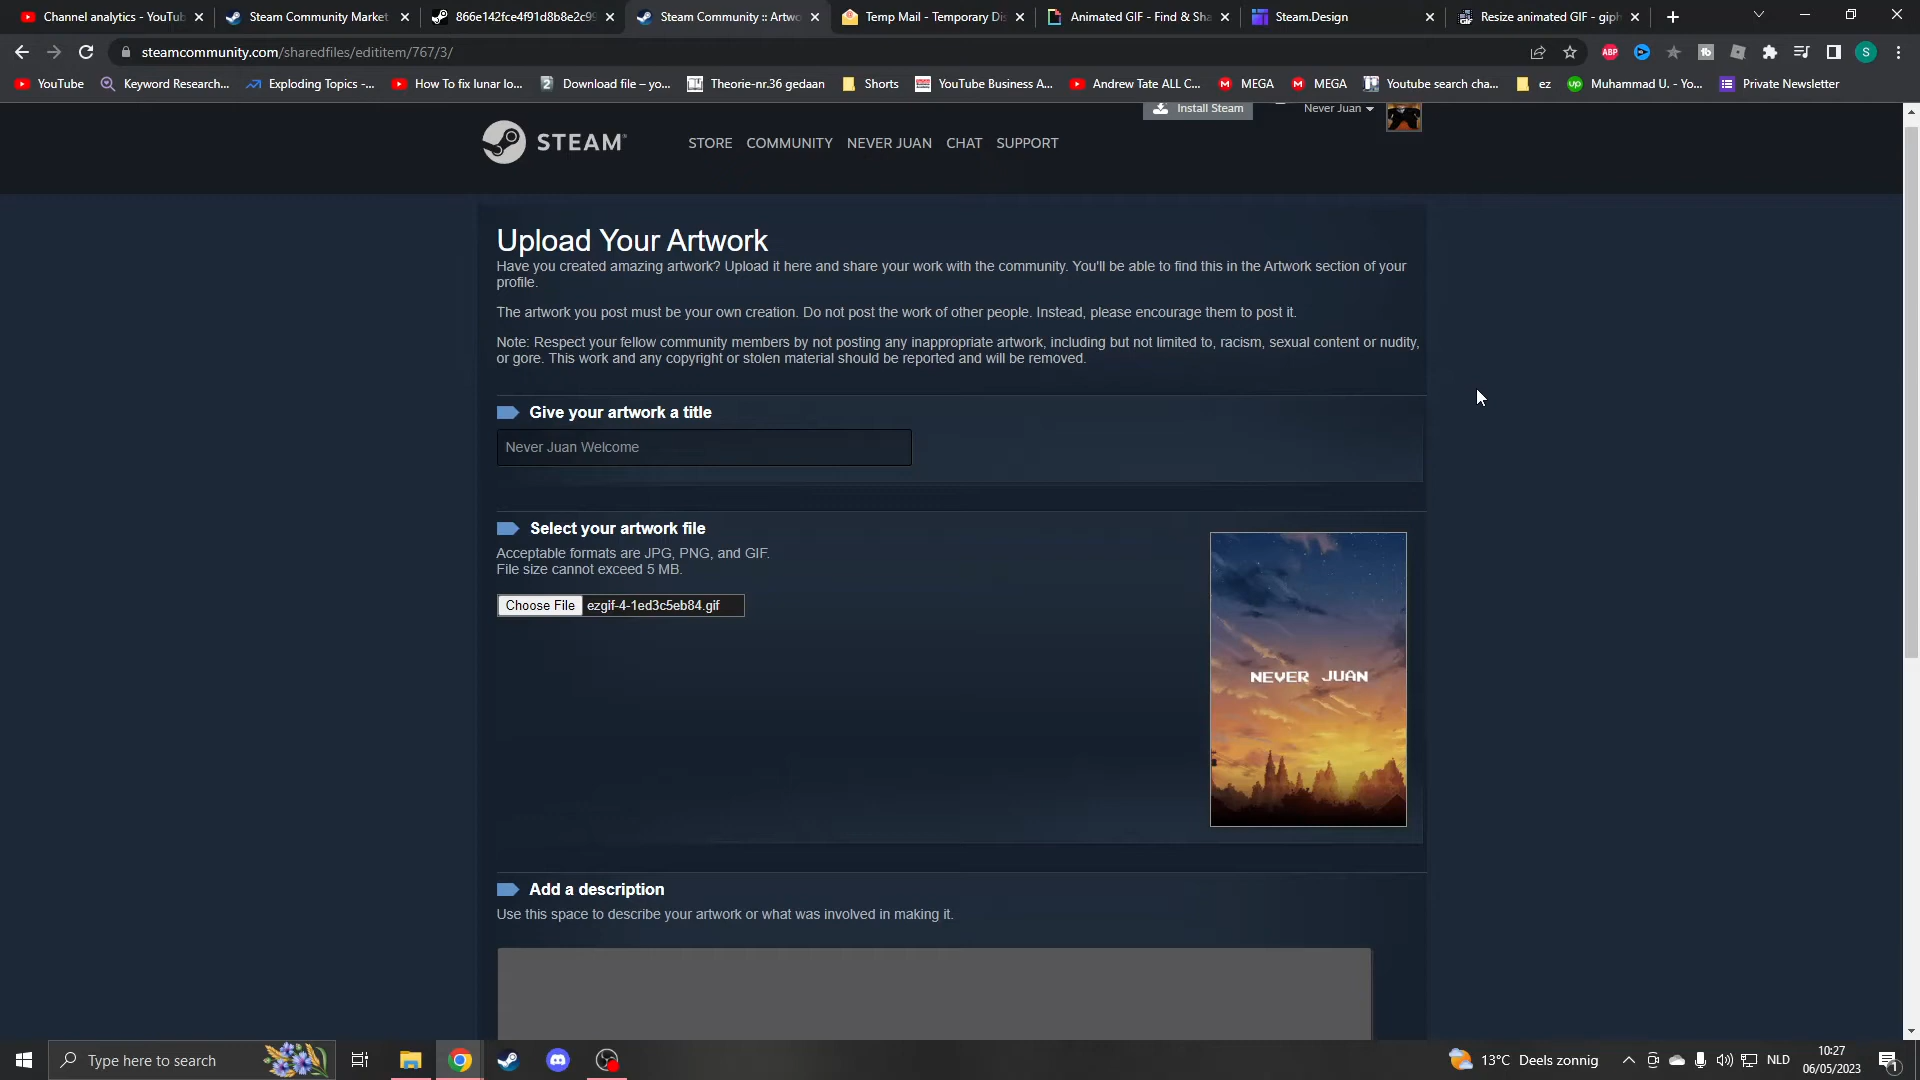 Channel analytics - YouTub
Steam Community Market
866e142fce4f91d8b8e2c99
Steam Community :: Artwo
Temp Mail - Temporary Dis
Animated GIF - Find & Sha
Steam.Design
Resize animated GIF - giph
steamcommunity.com/sharedfiles/edititem/767/3/
ABP
S
YouTube
Keyword Research...
Exploding Topics -...
How To fix lunar lo...
Download file – yo...
Theorie-nr.36 gedaan
Shorts
YouTube Business A...
Andrew Tate ALL C...
MEGA
MEGA
Youtube search cha...
ez
Muhammad U. - Yo...
Private Newsletter
Install Steam
Never Juan
STEAM
STORE
COMMUNITY
NEVER JUAN
CHAT
SUPPORT
Upload Your Artwork
Have you created amazing artwork? Upload it here and share your work with the community. You'll be able to find this in the Artwork section of your
profile.
The artwork you post must be your own creation. Do not post the work of other people. Instead, please encourage them to post it.
Note: Respect your fellow community members by not posting any inappropriate artwork, including but not limited to, racism, sexual content or nudity,
or gore. This work and any copyright or stolen material should be reported and will be removed.
Give your artwork a title
Never Juan Welcome
Select your artwork file
Acceptable formats are JPG, PNG, and GIF.
File size cannot exceed 5 MB.
Choose File ezgif-4-1ed3c5eb84.gif
NEVER JUAN
Add a description
Use this space to describe your artwork or what was involved in making it.
Type here to search
13°C Deels zonnig
NLD
10:27
06/05/2023
1